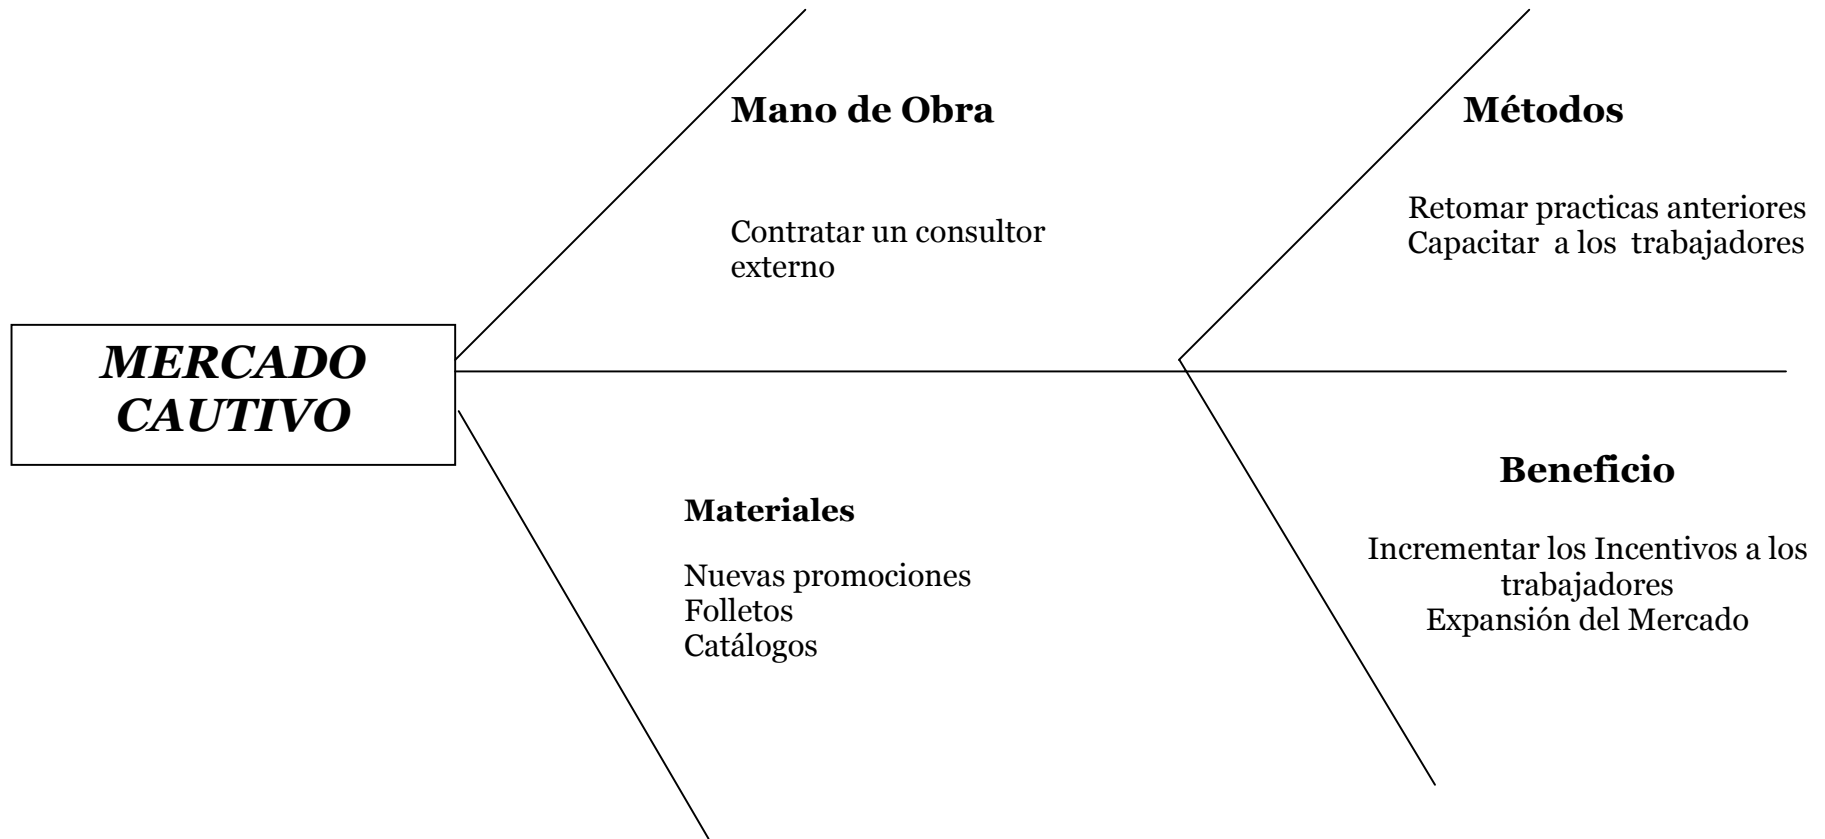 Mano de Obra
Contratar un consultor
externo
Métodos
Retomar practicas anteriores
Capacitar a los trabajadores
MERCADO
CAUTIVO
Materiales
Nuevas promociones
Folletos
Catálogos
Beneficio
Incrementar los Incentivos a los
trabajadores
Expansión del Mercado